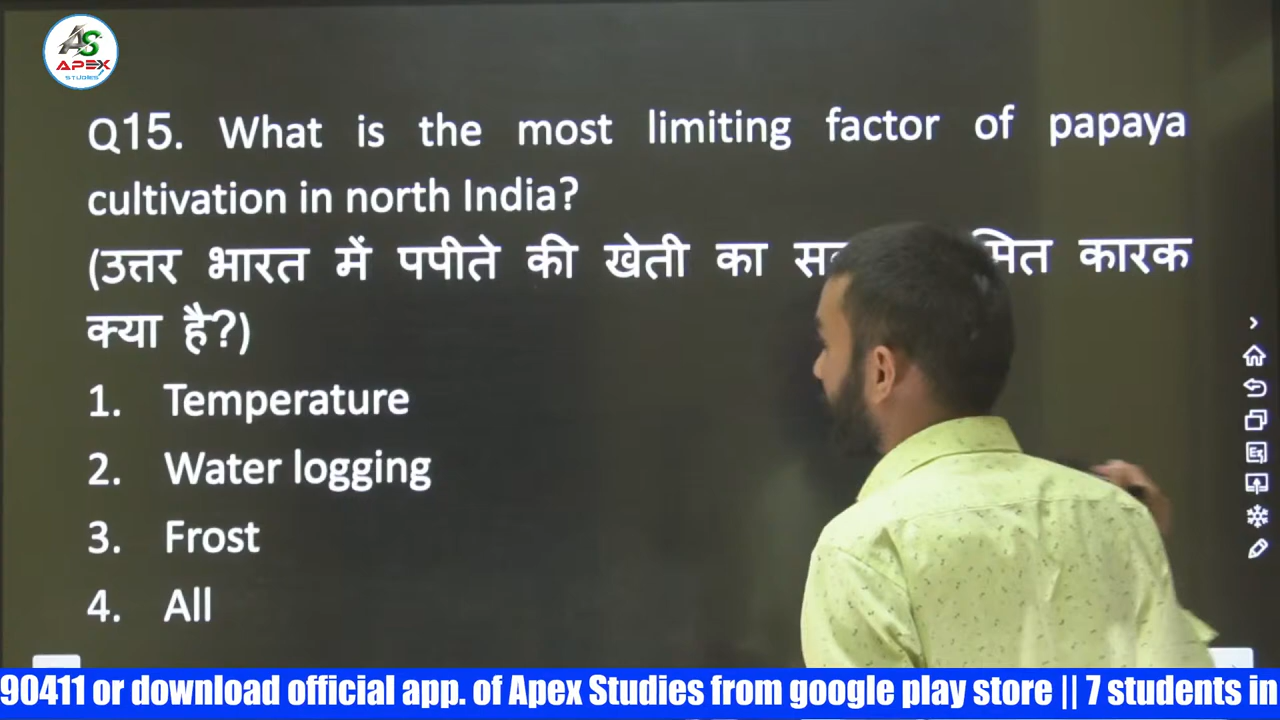 AS
APEX
STUDIES
Q15. What is the most limiting factor of papaya
cultivation in north India?
(उत्तर भारत में पपीते की खेती का कारक
क्या है?)
1. Temperature
2. Water logging
3. Frost
4. All
90411 or download official app. of Apex Studies from google play store || 7 students in